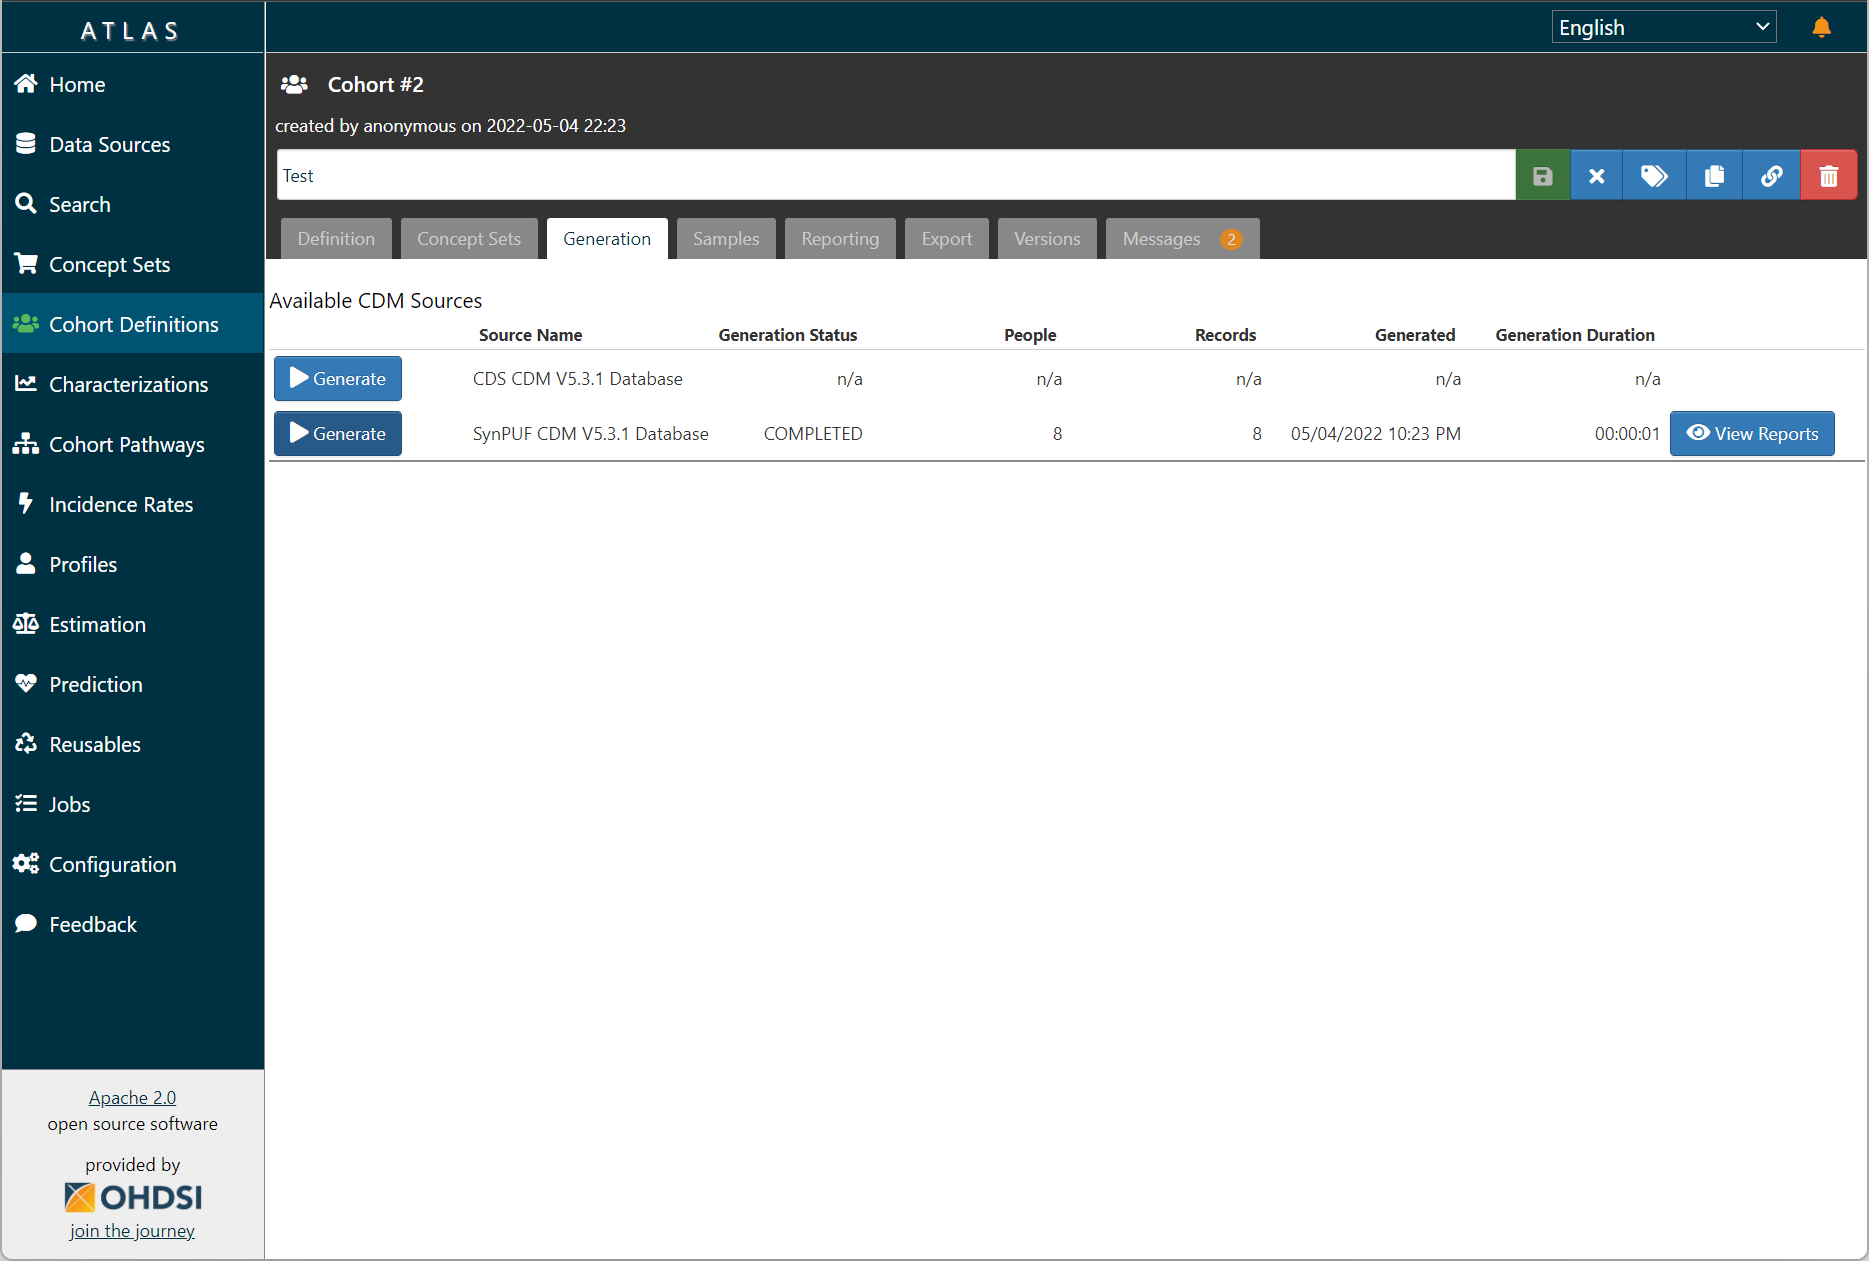 ATLAS
English
Home
Data Sources
Search
Concept Sets
Cohort Definitions
Characterizations
Cohort Pathways
Incidence Rates
Profiles
Estimation
Prediction
Reusables
Jobs
Configuration
Feedback
Apache 2.0
open source software
provided by
OHDSI
join the journey
Cohort #2
created by anonymous on 2022-05-04 22:23
Test
Definition Concept Sets Generation Samples Reporting Export Versions Messages 2
Available CDM Sources
Source Name Generation Status People Records Generated Generation Duration
Generate CDS CDM V5.3.1 Database n/a n/a n/a n/a n/a
Generate SynPUF CDM V5.3.1 Database COMPLETED 8 8 05/04/2022 10:23 PM 00:00:01 View Reports